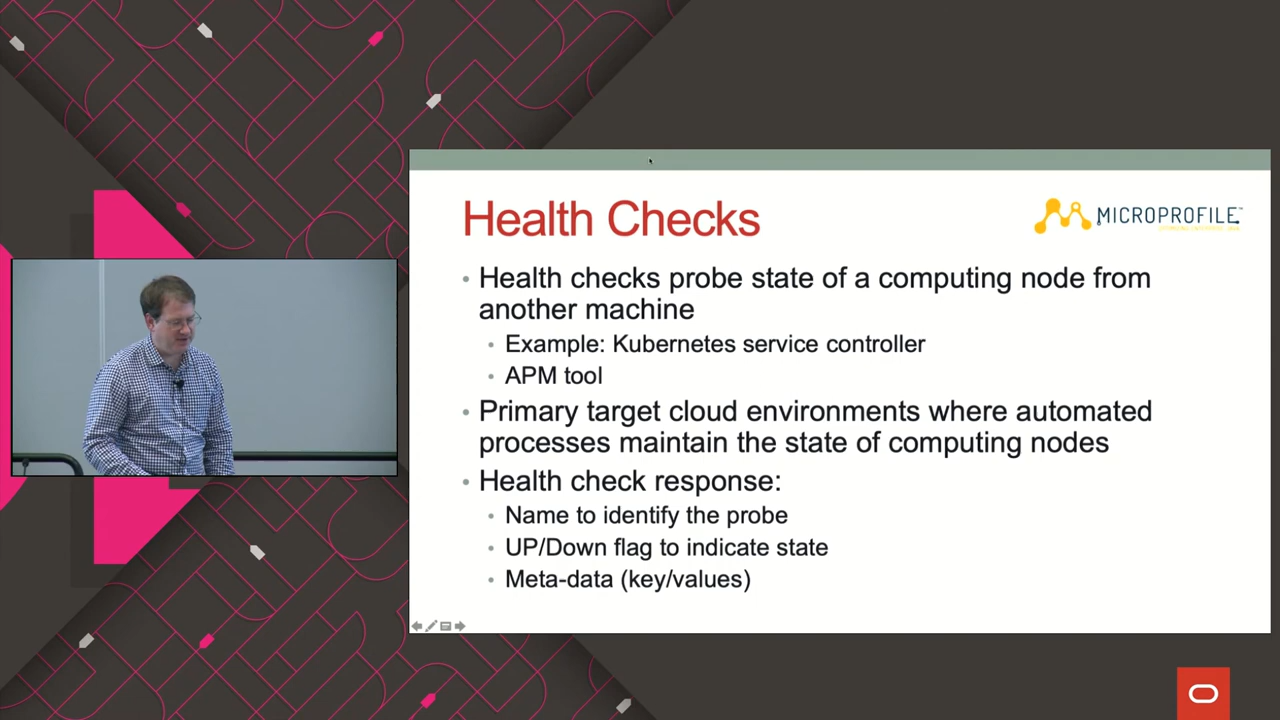 Health Checks
MICROPROFILE™
• Health checks probe state of a computing node from
another machine
• Example: Kubernetes service controller
• APM tool
• Primary target cloud environments where automated
processes maintain the state of computing nodes
• Health check response:
• Name to identify the probe
• UP/Down flag to indicate state
• Meta-data (key/values)